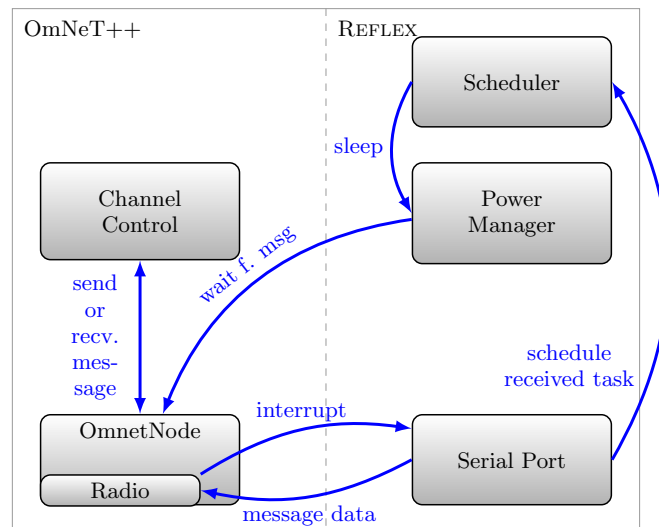 OmNeT++
REFLEX
Scheduler
sleep
Channel
Control
Power
Manager
wait f. msg
send
or
recv.
mes-
sage
schedule
received task
OmnetNode
interrupt
Serial Port
Radio
message data